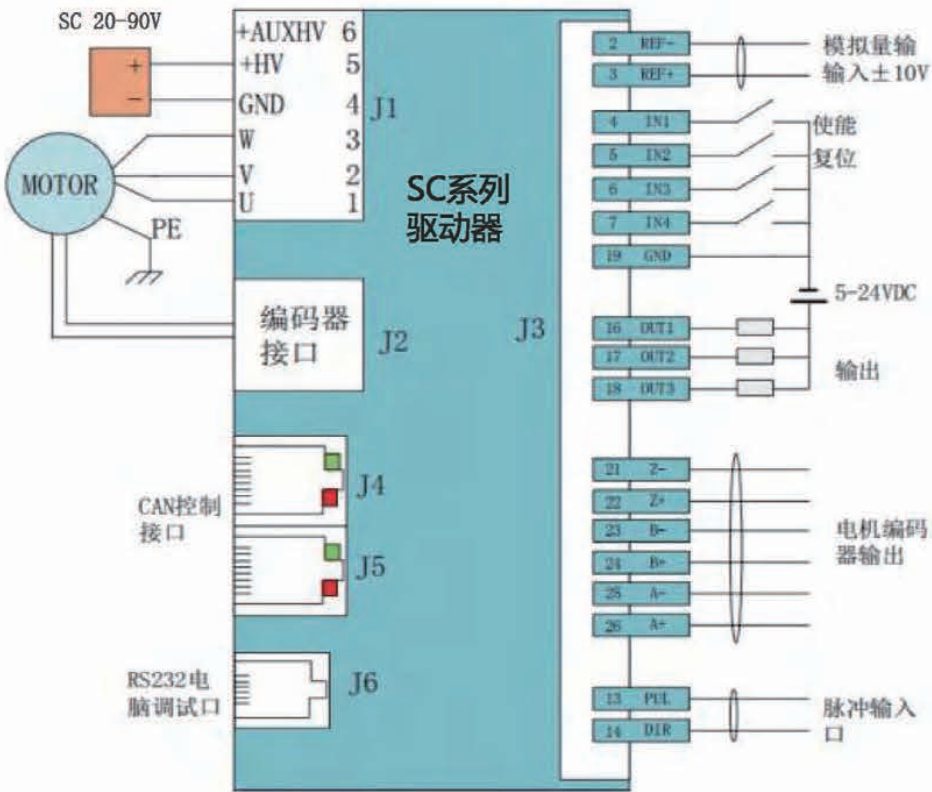 SC 20-90V
+
−
MOTOR
PE
+AUXHV 6
+HV 5
GND 4
W 3
V 2
U 1
J1
SC系列
驱动器
编码器
接口
J2
J3
CAN控制
接口
J4
J5
RS232电
脑调试口
J6
2 REF-
3 REF+
模拟量输
输入±10V
4 IN1
使能
5 IN2
复位
6 IN3
7 IN4
19 GND
5-24VDC
16 OUT1
17 OUT2
18 OUT3
输出
21 Z-
22 Z+
23 B-
24 B+
25 A-
26 A+
电机编码
器输出
13 PUL
14 DIR
脉冲输入
口